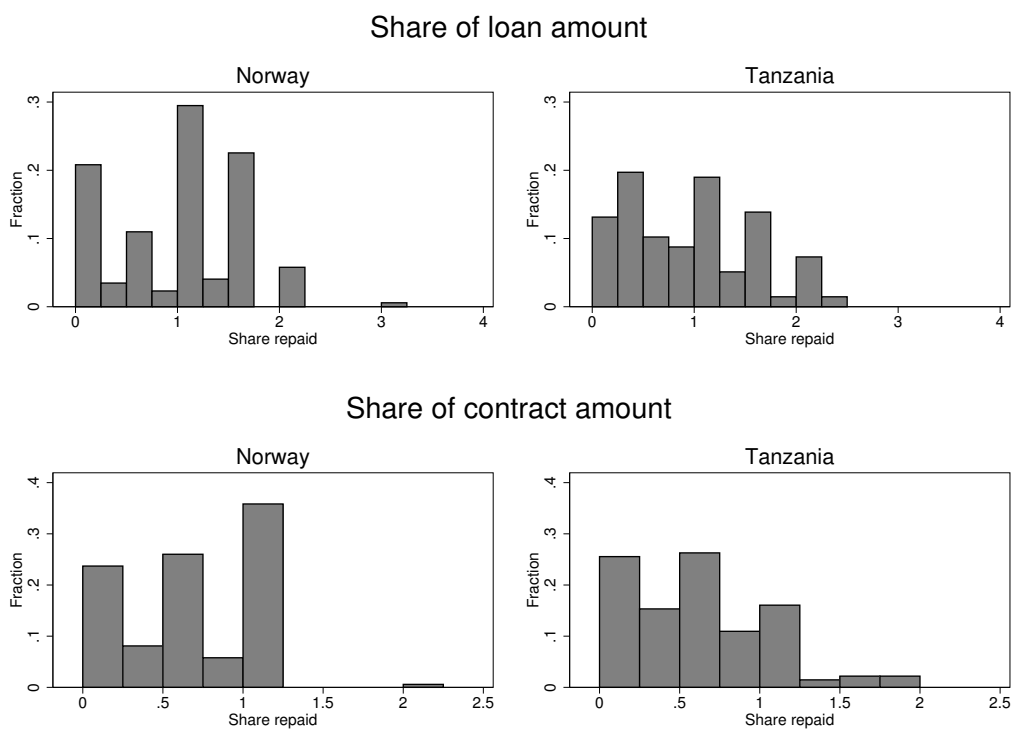 Share of loan amount
Norway
Tanzania
Fraction
0
.1
.2
.3
0
1
2
3
4
Share repaid
Fraction
0
.1
.2
.3
0
1
2
3
4
Share repaid
Share of contract amount
Norway
Tanzania
Fraction
0
.1
.2
.3
.4
0
.5
1
1.5
2
2.5
Share repaid
Fraction
0
.1
.2
.3
.4
0
.5
1
1.5
2
2.5
Share repaid